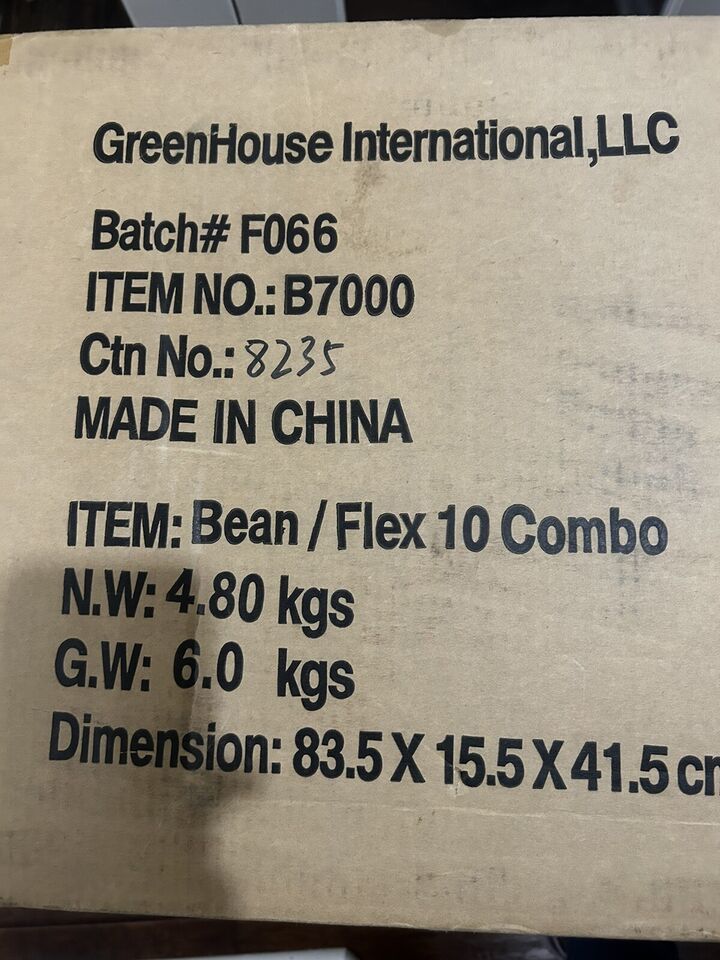 GreenHouse International,LLC
Batch# F066
ITEM NO.: B7000
Ctn No.: 8235
MADE IN CHINA
ITEM: Bean / Flex 10 Combo
N.W: 4.80 kgs
G.W: 6.0 kgs
Dimension: 83.5 X 15.5 X 41.5 cm